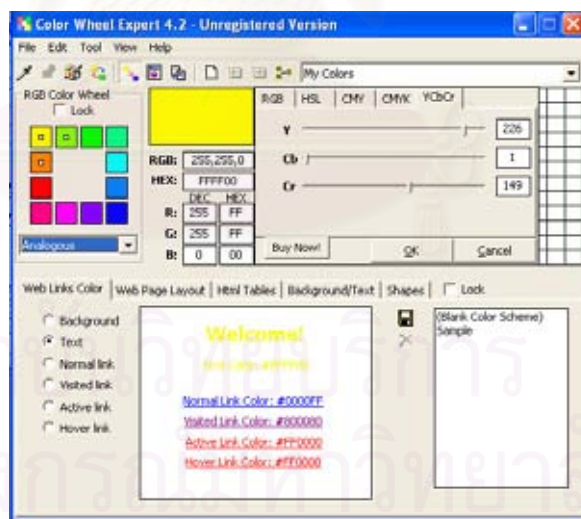 Color Wheel Expert 4.2 - Unregistered Version
File Edit Tool View Help
My Colors
RGB Color Wheel
Lock
RGB HSL CMY CMYK YCbCr
Y 226
Cb 1
Cr 149
RGB: 255,255,0
HEX: FFFF00
DEC HEX
R: 255 FF
G: 255 FF
B: 0 00
Analogous
Buy Now! OK Cancel
Web Links Color Web Page Layout Html Tables Background/Text Shapes Lock
Background
Text
Normal link
Visited link
Active link
Hover link
Welcome!
Normal Link Color: #0000FF
Visited Link Color: #800080
Active Link Color: #FF0000
Hover Link Color: #FF0000
(Blank Color Scheme)
Sample